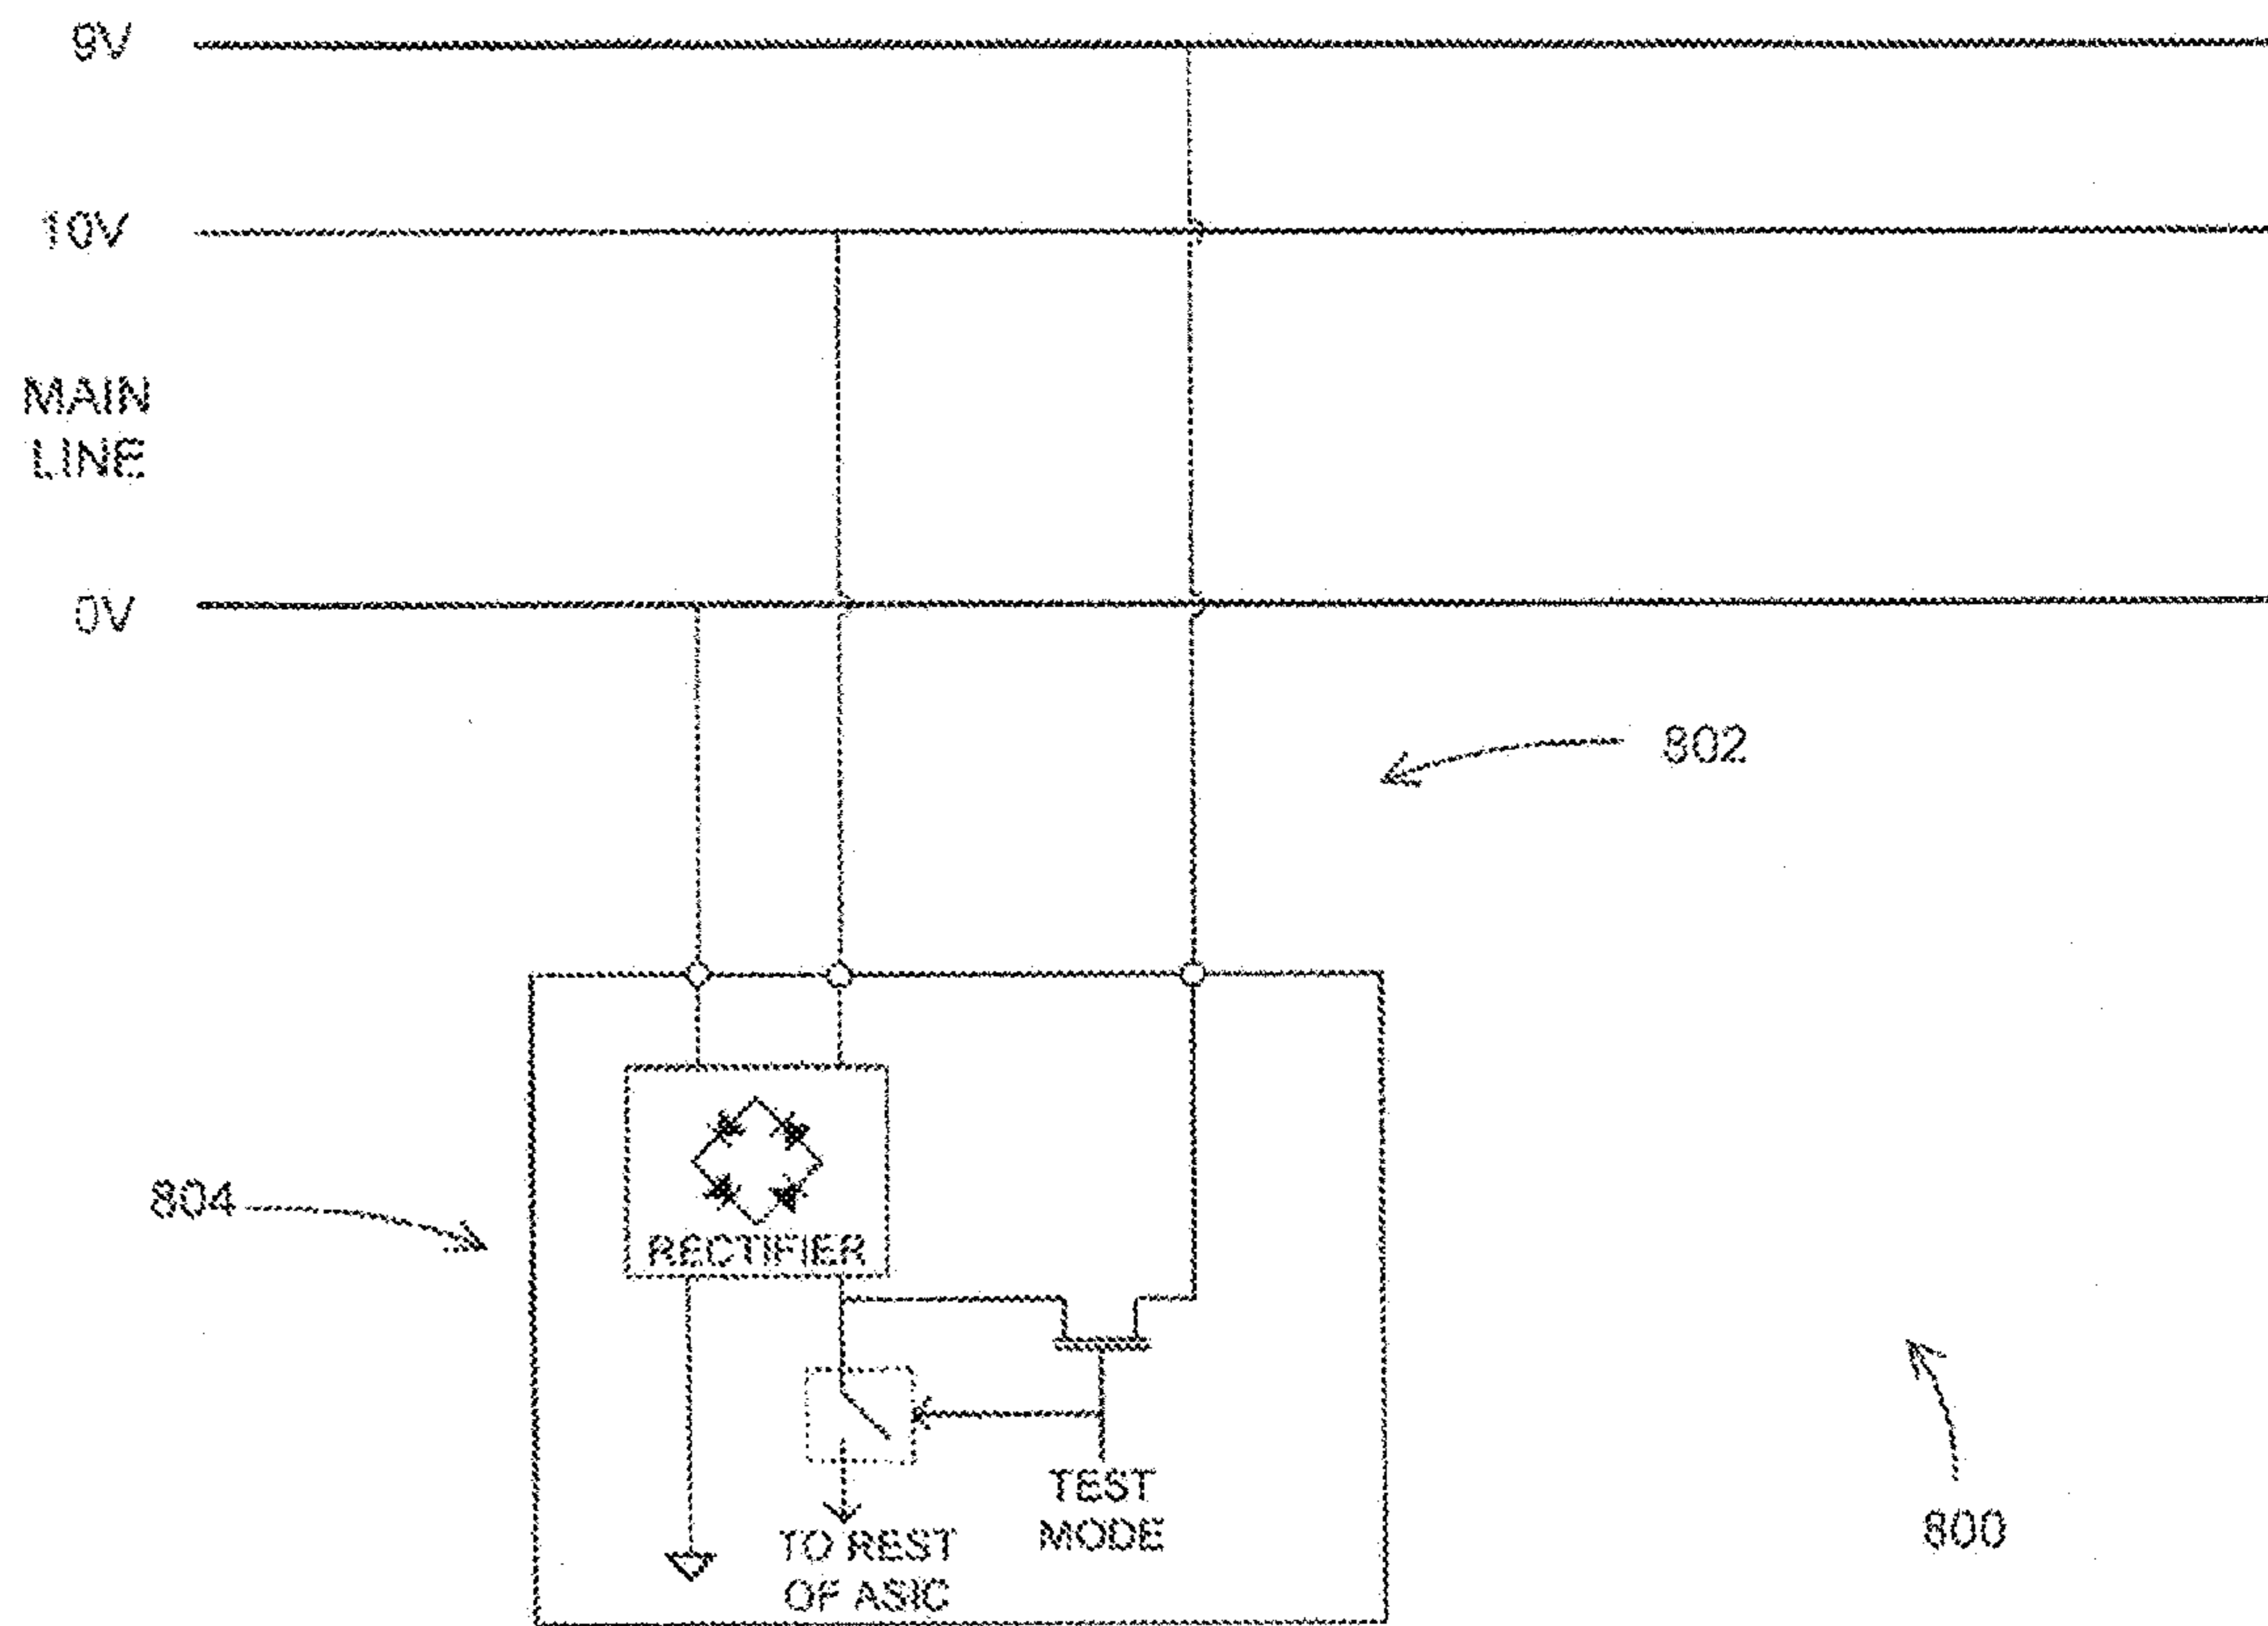 9V
10V
MAIN
LINE
0V
802
804
RECTIFIER
TEST
MODE
TO REST
OF ASIC
800